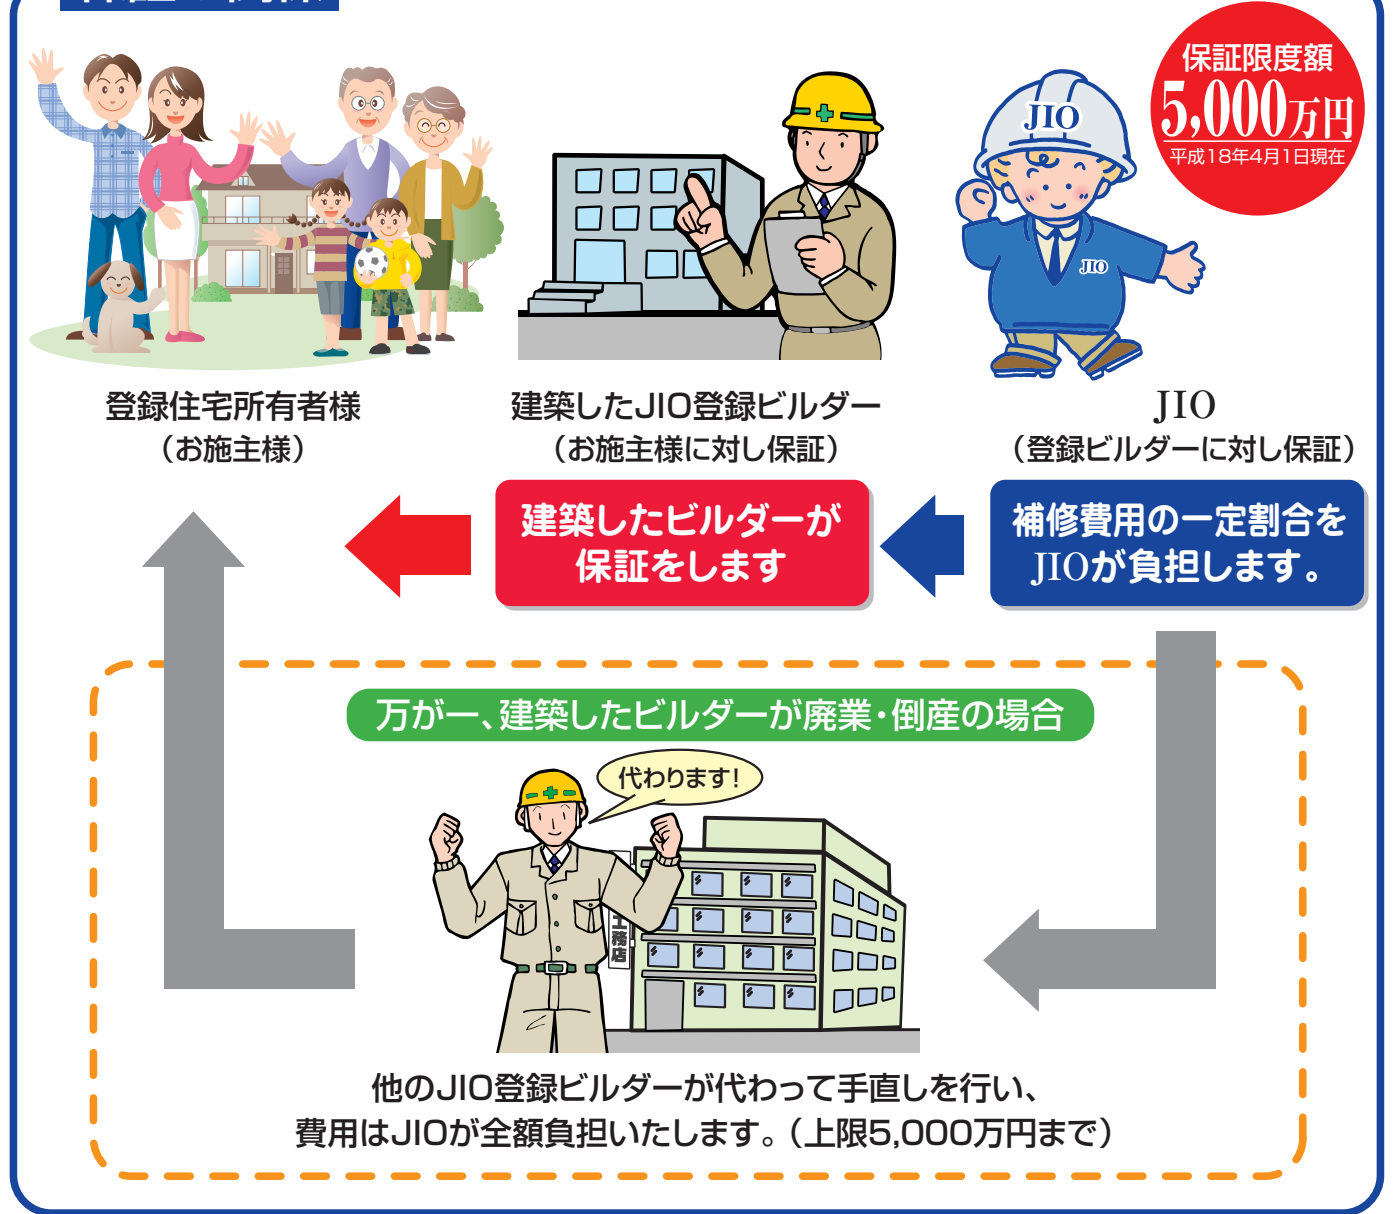 保証限度額
5,000万円
平成18年4月1日現在
JIO
JIO
登録住宅所有者様
(お施主様)
建築したJIO登録ビルダー
(お施主様に対し保証)
JIO
(登録ビルダーに対し保証)
建築したビルダーが
保証をします
補修費用の一定割合を
JIOが負担します。
万が一、建築したビルダーが廃業・倒産の場合
代わります!
工務店
他のJIO登録ビルダーが代わって手直しを行い、
費用はJIOが全額負担いたします。(上限5,000万円まで)